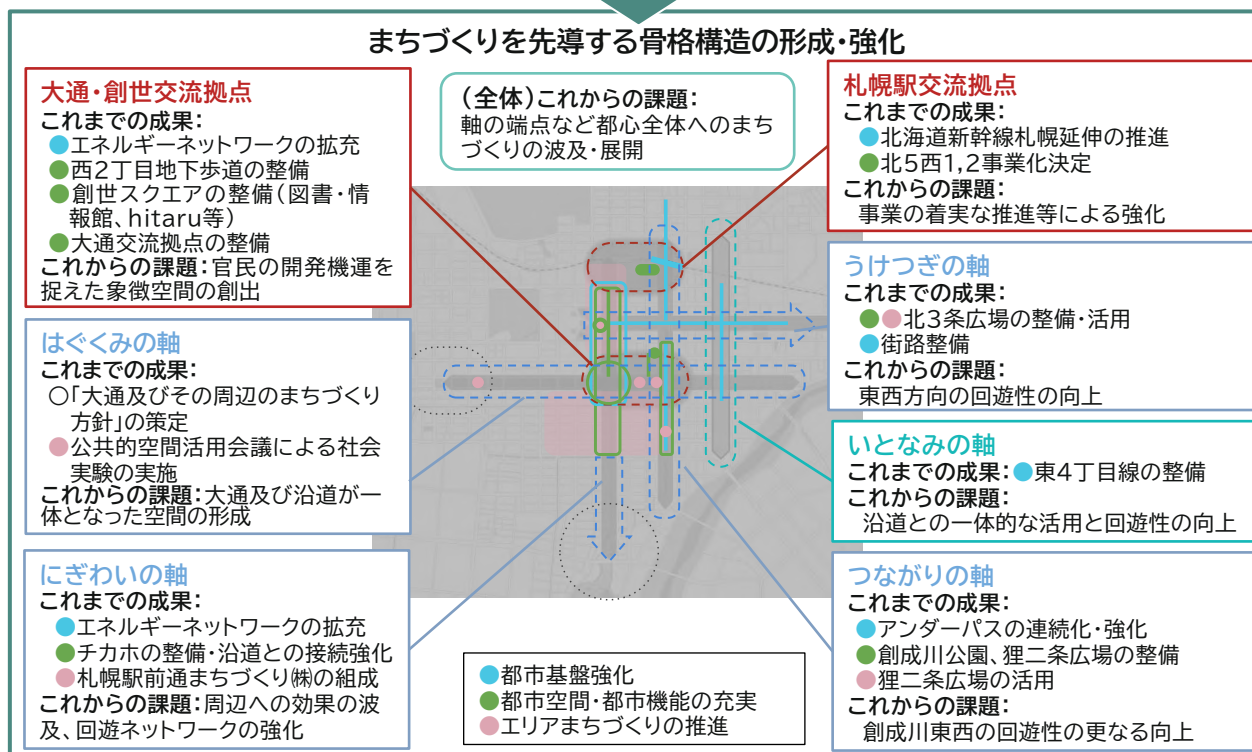 まちづくりを先導する骨格構造の形成・強化
大通・創世交流拠点
これまでの成果：
●エネルギーネットワークの拡充
●西2丁目地下歩道の整備
●創世スクエアの整備（図書・情
報館、hitaru等）
●大通交流拠点の整備
これからの課題：官民の開発機運を
捉えた象徴空間の創出
（全体）これからの課題：
軸の端点など都心全体へのまち
づくりの波及・展開
札幌駅交流拠点
これまでの成果：
●北海道新幹線札幌延伸の推進
●北5西1,2事業化決定
これからの課題：
事業の着実な推進等による強化
はぐくみの軸
これまでの成果：
○「大通及びその周辺のまちづくり
方針」の策定
●公共的空間活用会議による社会
実験の実施
これからの課題：大通及び沿道が一
体となった空間の形成
うけつぎの軸
これまでの成果：
●●北3条広場の整備・活用
●街路整備
これからの課題：
東西方向の回遊性の向上
いとなみの軸
これまでの成果：●東4丁目線の整備
これからの課題：
沿道との一体的な活用と回遊性の向上
にぎわいの軸
これまでの成果：
●エネルギーネットワークの拡充
●チカホの整備・沿道との接続強化
●札幌駅前通まちづくり㈱の組成
これからの課題：周辺への効果の波
及、回遊ネットワークの強化
●都市基盤強化
●都市空間・都市機能の充実
●エリアまちづくりの推進
つながりの軸
これまでの成果：
●アンダーパスの連続化・強化
●創成川公園、狸二条広場の整備
●狸二条広場の活用
これからの課題：
創成川東西の回遊性の更なる向上